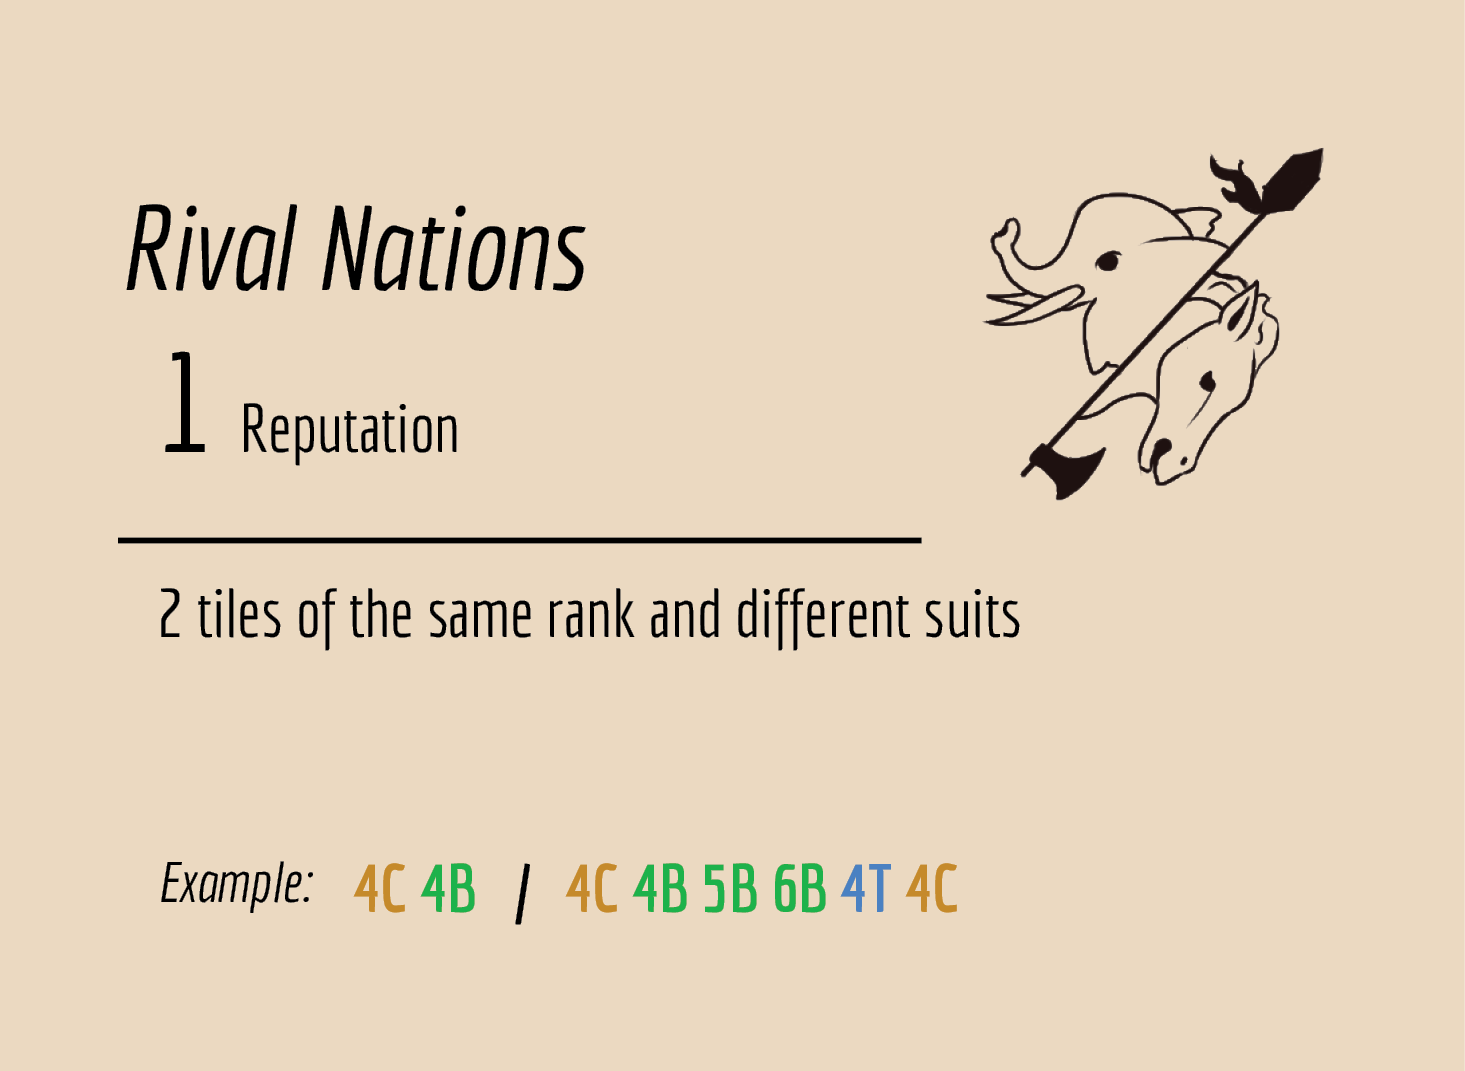 Rival Nations
1 Reputation
2 tiles of the same rank and different suits
Example: 4C 4B / 4C 4B 5B 6B 4T 4C